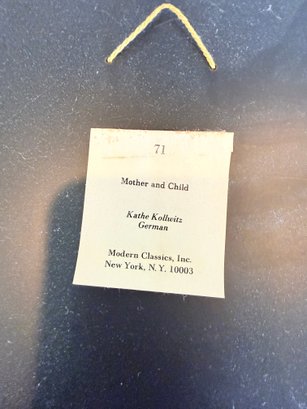 71
Mother and Child
Kathe Kollwitz
German
Modern Classics, Inc.
New York, N. Y. 10003